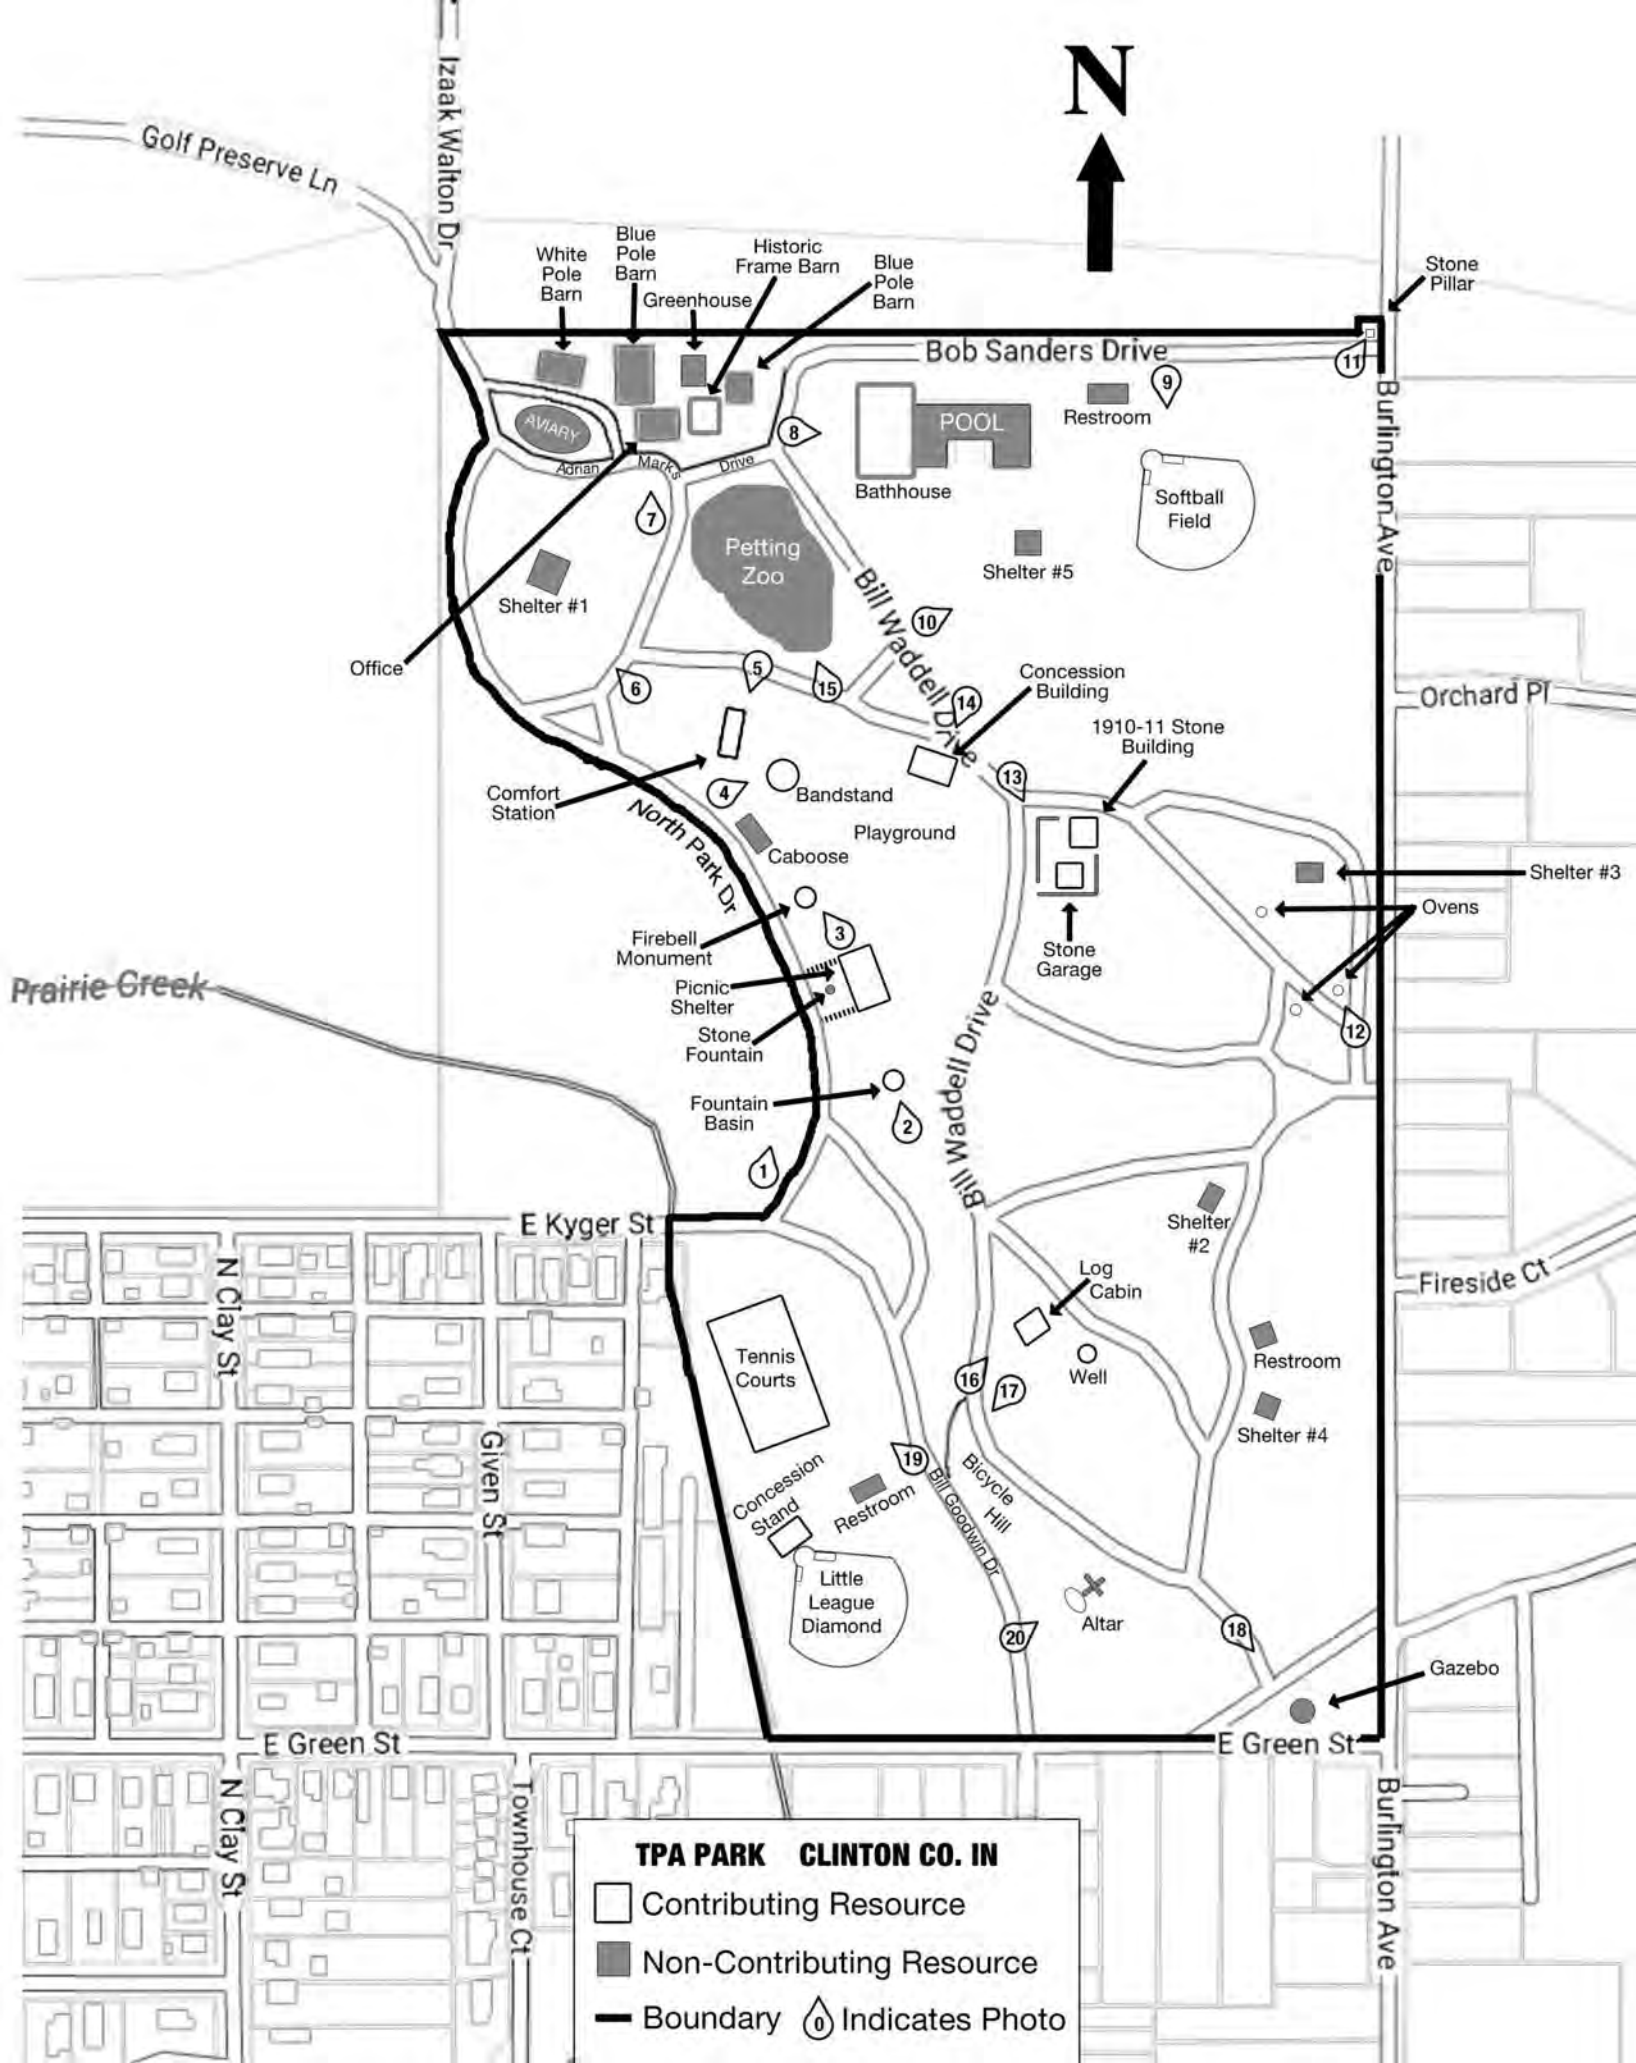 N
Izaak Walton Dr
Golf Preserve Ln
White
Pole
Barn
Blue
Pole
Barn
Greenhouse
Historic
Frame Barn
Blue
Pole
Barn
Stone
Pillar
Bob Sanders Drive
11
9
Restroom
POOL
Bathhouse
8
AVIARY
Adrian Marks Drive
7
Softball
Field
Burlington Ave
Petting
Zoo
Shelter #5
Shelter #1
Office
Bill Waddell Drive
10
5
6
15
14
Concession
Building
Orchard Pl
1910-11 Stone
Building
13
Comfort
Station
4
Bandstand
North Park Dr
Playground
Caboose
Shelter #3
Ovens
Firebell
Monument
3
Stone
Garage
Prairie Creek
Picnic
Shelter
Stone
Fountain
12
Bill Waddell Drive
Fountain
Basin
2
1
E Kyger St
Shelter
#2
N Clay St
Log
Cabin
Fireside Ct
Tennis
Courts
Well
Restroom
16
17
Shelter #4
Given St
19
Concession
Stand
Restroom
Bill Goodwin Dr
Bicycle
Hill
Little
League
Diamond
Altar
20
18
Gazebo
E Green St
E Green St
N Clay St
Townhouse Ct
Burlington Ave
TPA PARK CLINTON CO. IN
Contributing Resource
Non-Contributing Resource
Boundary 0 Indicates Photo